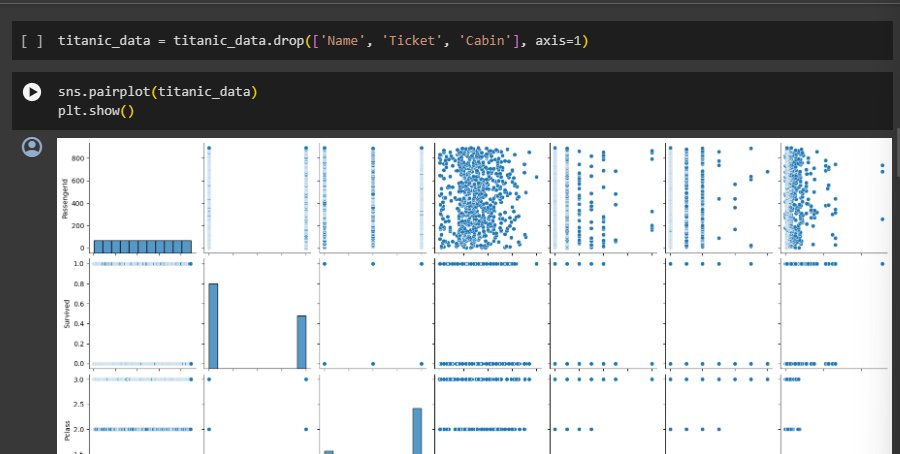 [ ] titanic_data = titanic_data.drop(['Name', 'Ticket', 'Cabin'], axis=1)
sns.pairplot(titanic_data)
plt.show()
800
600
400
200
0
PassengerId
1.0
0.8
0.6
0.4
0.2
0.0
Survived
3.0
2.5
2.0
Pclass